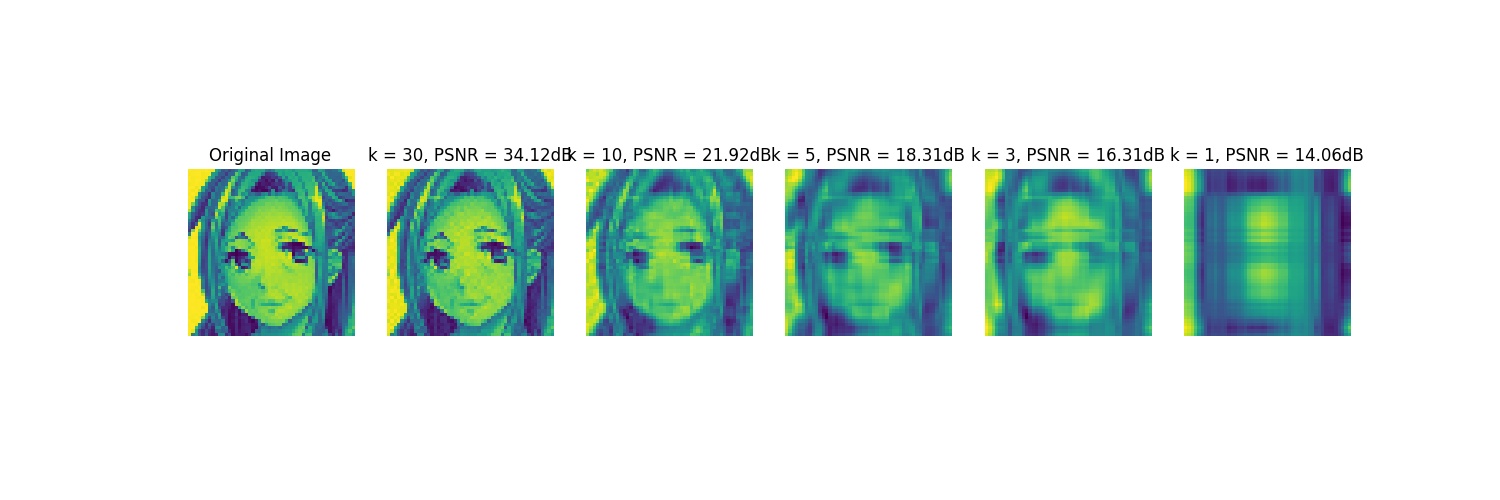 Original Image
k = 30, PSNR = 34.12dB
k = 10, PSNR = 21.92dB
k = 5, PSNR = 18.31dB
k = 3, PSNR = 16.31dB
k = 1, PSNR = 14.06dB